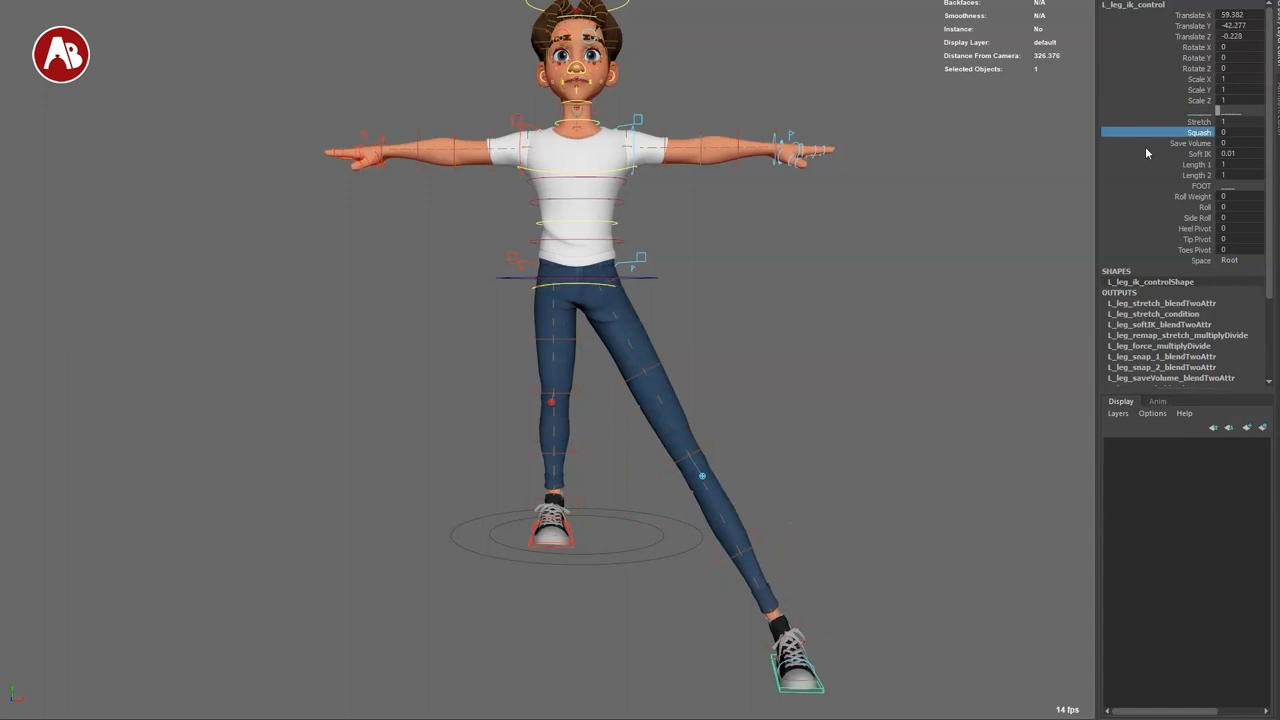 AB
Backfaces: N/A
Smoothness: N/A
Instance: No
Display Layer: default
Distance From Camera: 326.376
Selected Objects: 1
L_leg_ik_control
Translate X 59.382
Translate Y -42.277
Translate Z -0.228
Rotate X 0
Rotate Y 0
Rotate Z 0
Scale X 1
Scale Y 1
Scale Z 1
Stretch 1
Squash 0
Save Volume 0
Soft IK 0.01
Length 1 1
Length 2 1
FOOT ___
Roll Weight 0
Roll 0
Side Roll 0
Heel Pivot 0
Tip Pivot 0
Toes Pivot 0
Space Root
SHAPES
L_leg_ik_controlShape
OUTPUTS
L_leg_stretch_blendTwoAttr
L_leg_stretch_condition
L_leg_softIK_blendTwoAttr
L_leg_remap_stretch_multiplyDivide
L_leg_force_multiplyDivide
L_leg_snap_1_blendTwoAttr
L_leg_snap_2_blendTwoAttr
L_leg_saveVolume_blendTwoAttr
Display Anim
Layers Options Help
14 fps